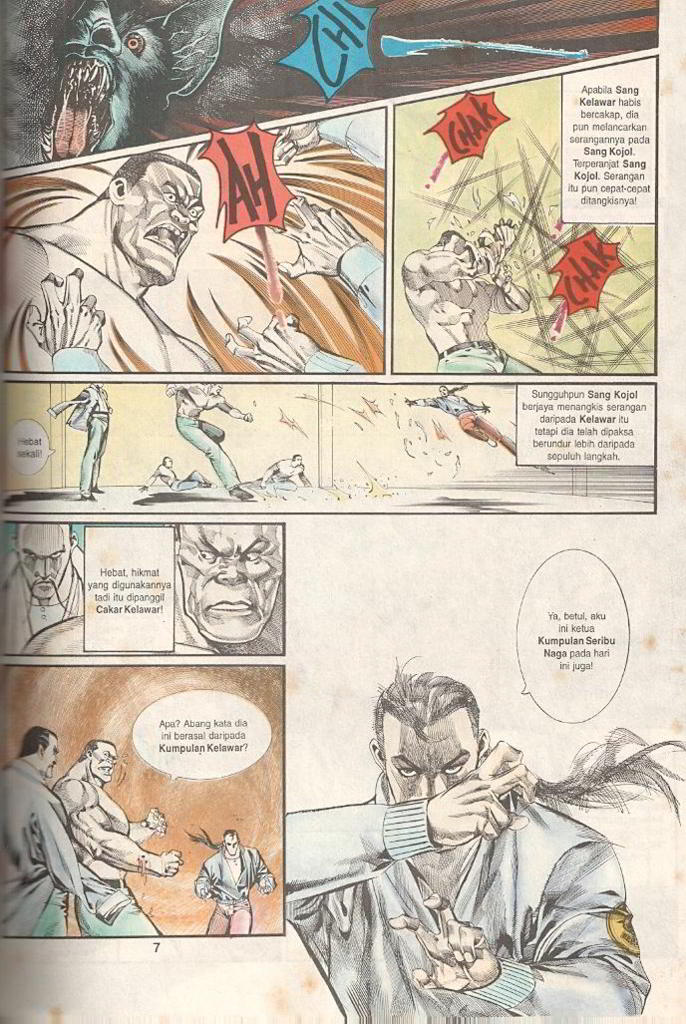 CHI
AH
CHAK
CHAK
Apabila Sang
Kelawar habis
bercakap, dia
pun melancarkan
serangannya pada
Sang Kojol.
Terperanjat Sang
Kojol. Serangan
itu pun cepat-cepat
ditangkisnya!
Hebat
sekali!
Sungguhpun Sang Kojol
berjaya menangkis serangan
daripada Kelawar itu
tetapi dia telah dipaksa
berundur lebih daripada
sepuluh langkah.
Hebat, hikmat
yang digunakannya
tadi itu dipanggil
Cakar Kelawar!
Ya, betul, aku
ini ketua
Kumpulan Seribu
Naga pada hari
ini juga!
Apa? Abang kata dia
ini berasal daripada
Kumpulan Kelawar?
7